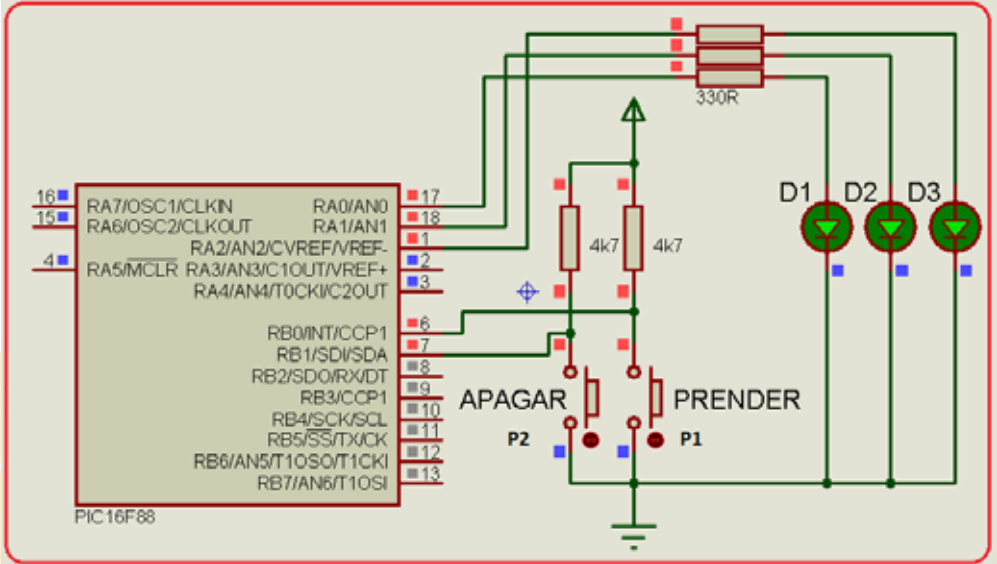 330R
D1 D2 D3
16 RA7/OSC1/CLKIN RA0/AN0 17
15 RA6/OSC2/CLKOUT RA1/AN1 18
RA2/AN2/CVREF/VREF- 1
4 RA5/MCLR RA3/AN3/C1OUT/VREF+ 2
RA4/AN4/T0CKI/C2OUT 3
4k7 4k7
RB0/INT/CCP1 6
RB1/SDI/SDA 7
RB2/SDO/RX/DT 8
RB3/CCP1 9
RB4/SCK/SCL 10
RB5/SS/TX/CK 11
RB6/AN5/T1OSO/T1CKI 12
RB7/AN6/T1OSI 13
APAGAR PRENDER
P2 P1
PIC16F88